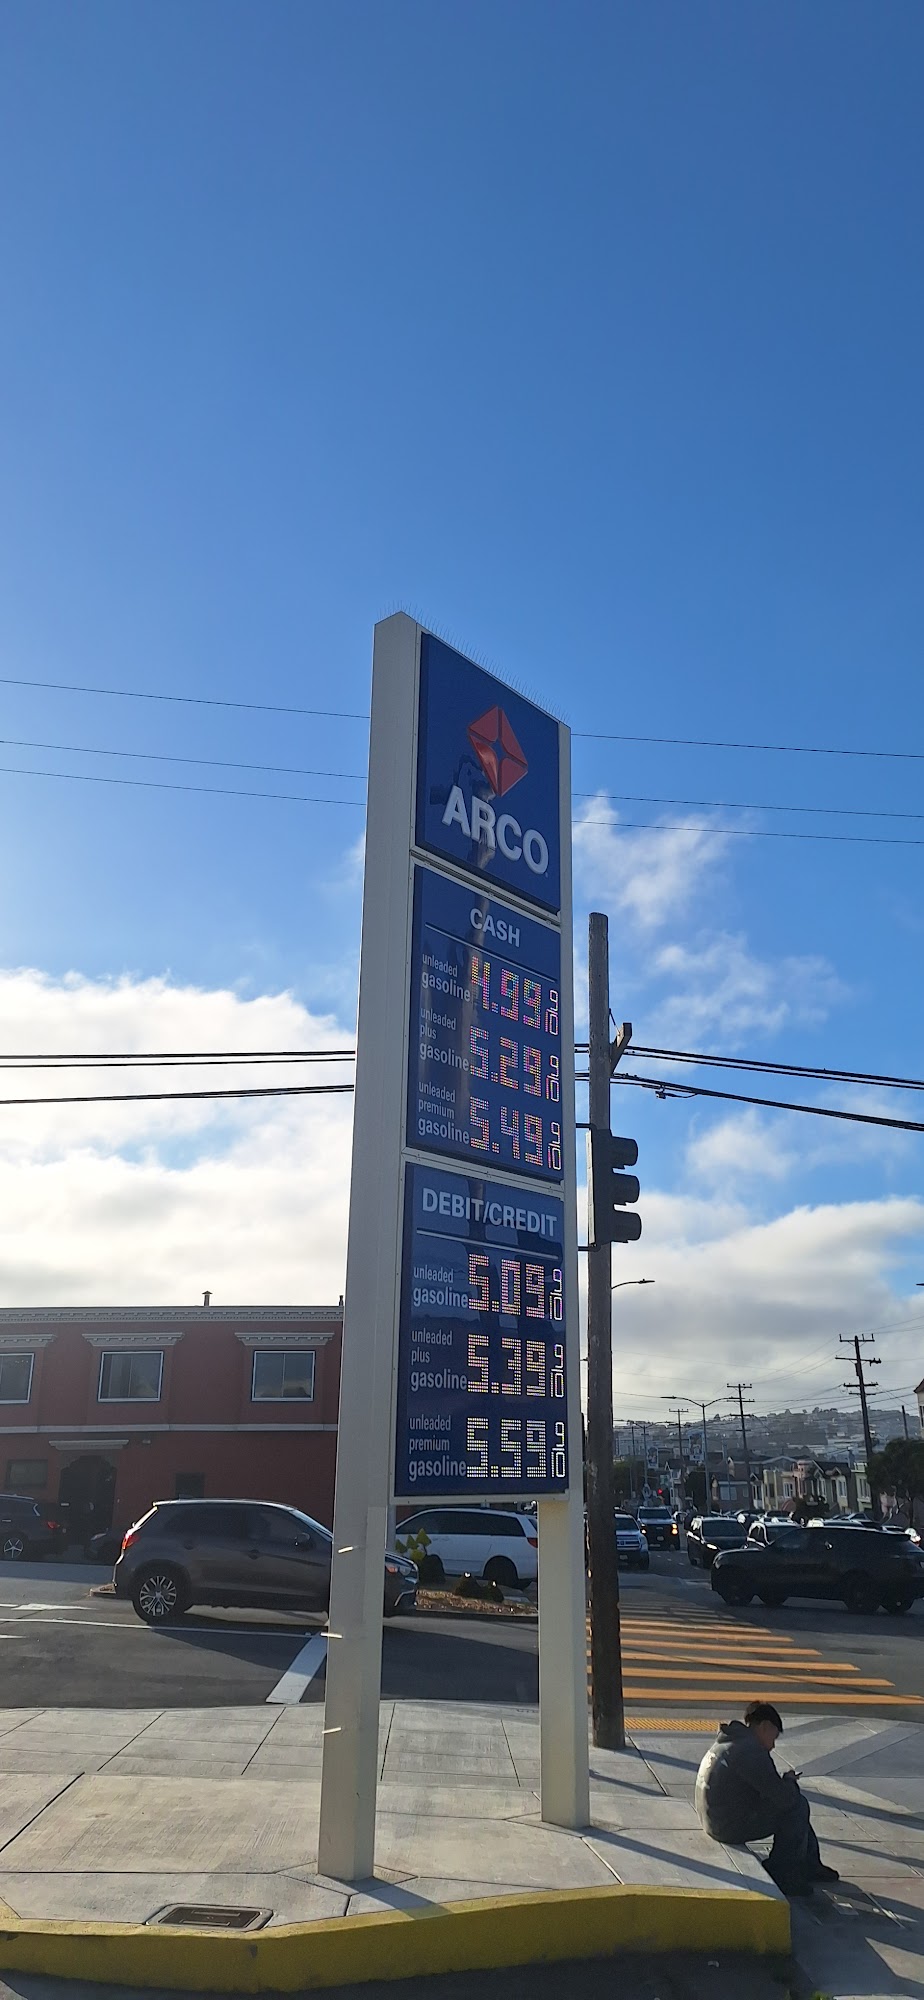 ARCO
CASH
unleaded
gasoline 4.99 9/10
unleaded
plus
gasoline 5.29 9/10
unleaded
premium
gasoline 5.49 9/10
DEBIT/CREDIT
unleaded
gasoline 5.09 9/10
unleaded
plus
gasoline 5.39 9/10
unleaded
premium
gasoline 5.59 9/10